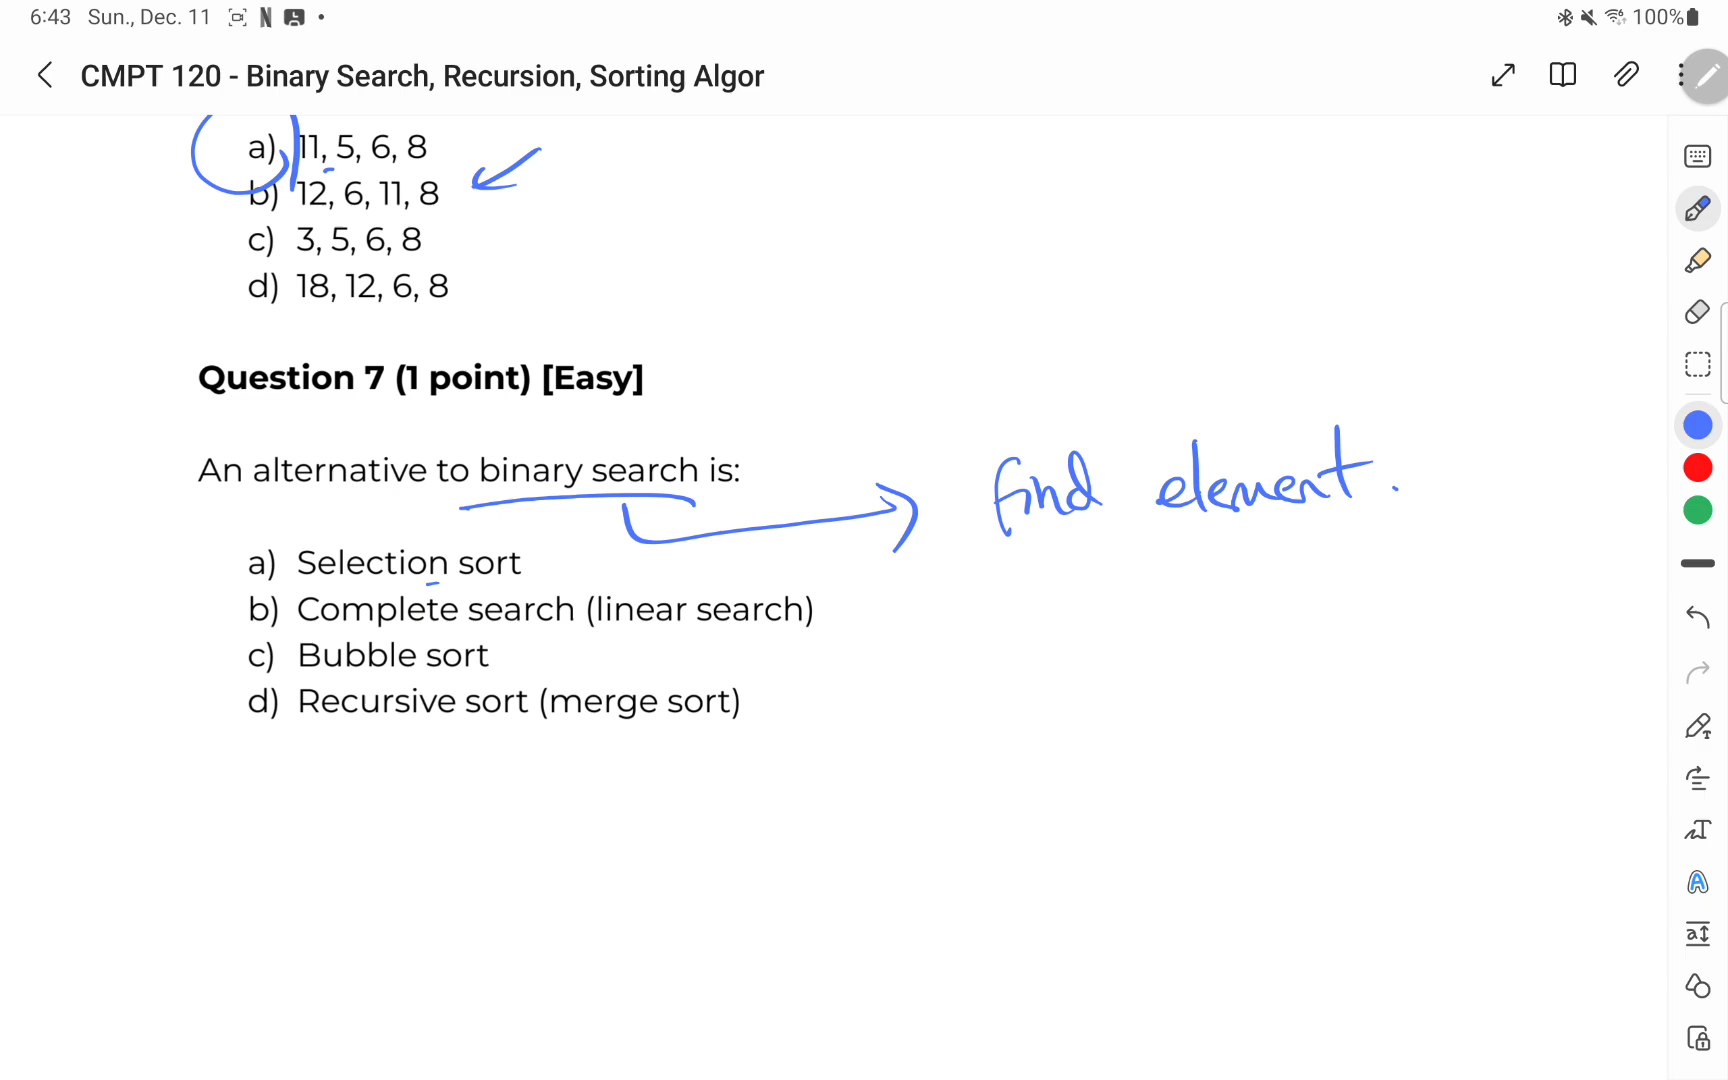 6:43 Sun., Dec. 11 N 100%
CMPT 120 - Binary Search, Recursion, Sorting Algor
a) 11, 5, 6, 8
b) 12, 6, 11, 8
c) 3, 5, 6, 8
d) 18, 12, 6, 8
Question 7 (1 point) [Easy]
An alternative to binary search is:
find element.
a) Selection sort
b) Complete search (linear search)
c) Bubble sort
d) Recursive sort (merge sort)